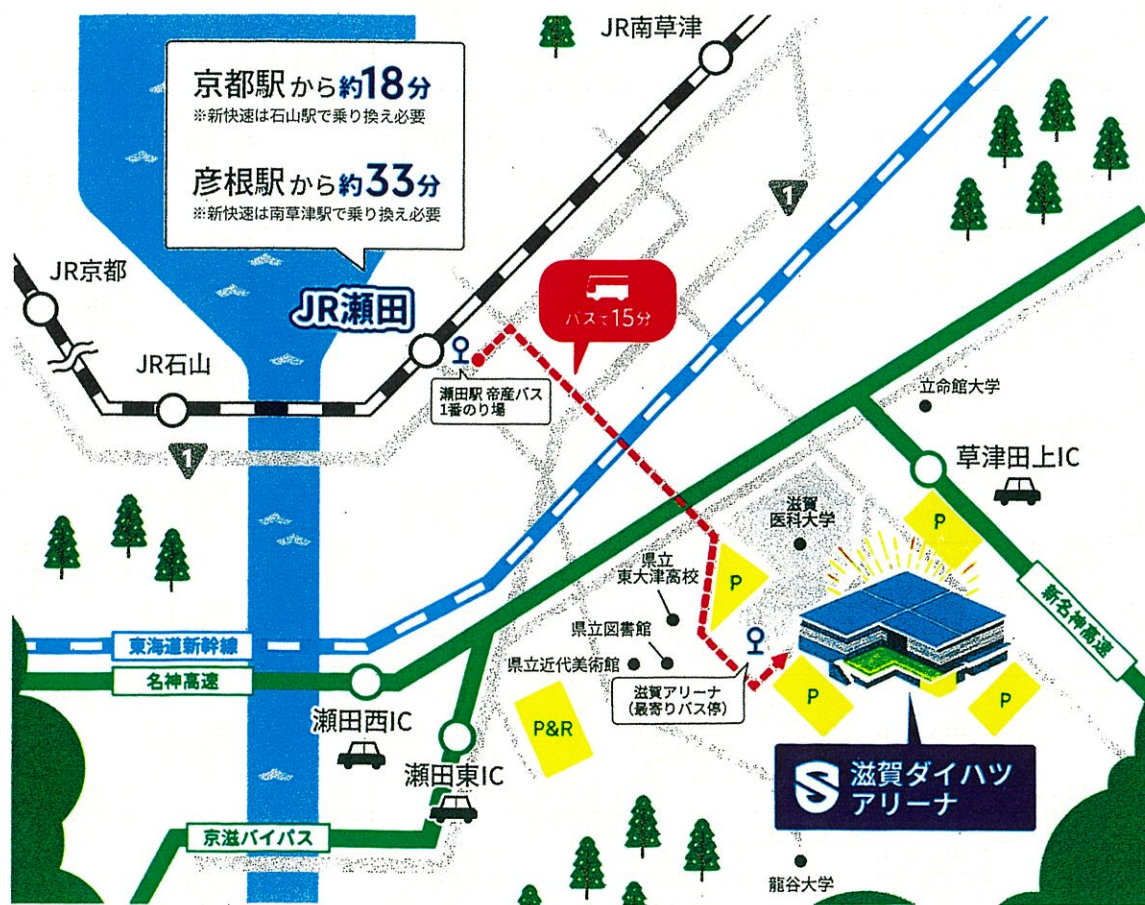 JR南草津
京都駅から約18分
※新快速は石山駅で乗り換え必要
彦根駅から約33分
※新快速は南草津駅で乗り換え必要
1
JR京都
JR瀬田
バスで15分
JR石山
瀬田駅 帝産バス
1番のり場
立命館大学
1
草津田上IC
滋賀
医科大学
P
県立
東大津高校
P
新名神高速
県立図書館
東海道新幹線
県立近代美術館
名神高速
滋賀アリーナ
(最寄りバス停)
P
P
P&R
瀬田西IC
瀬田東IC
滋賀ダイハツ
アリーナ
京滋バイパス
龍谷大学